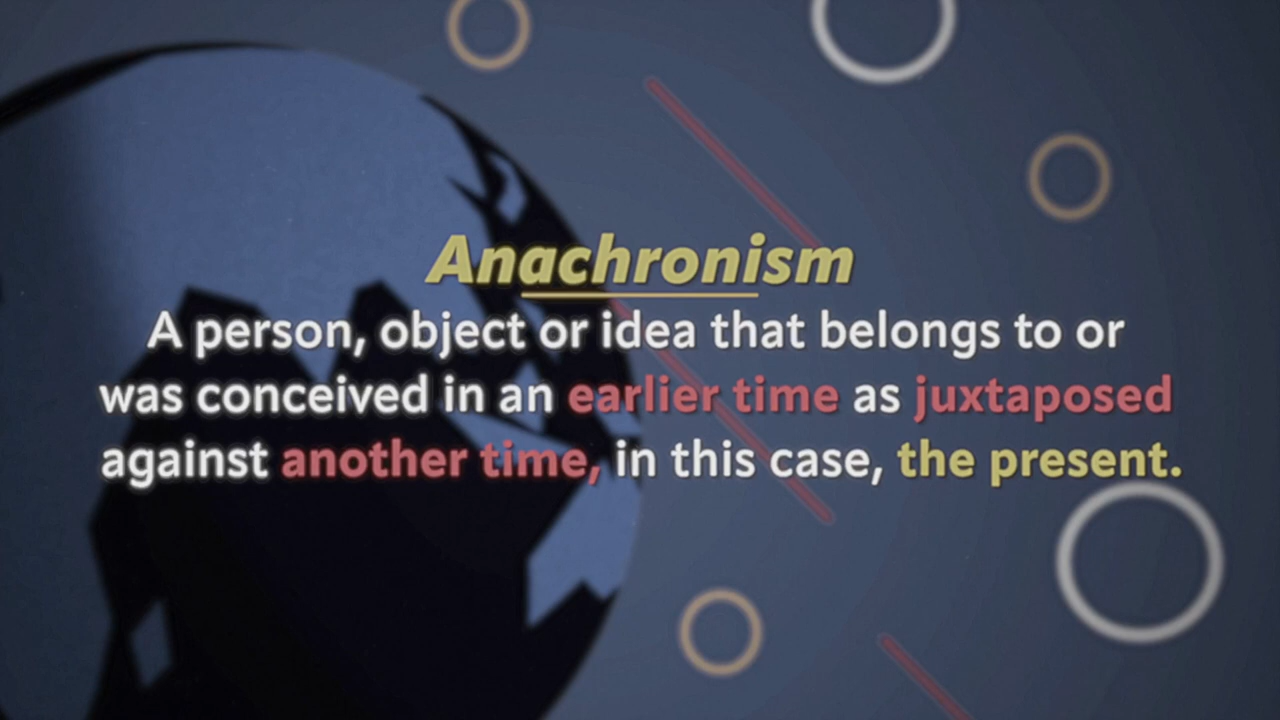 Anachronism
A person, object or idea that belongs to or
was conceived in an earlier time as juxtaposed
against another time, in this case, the present.